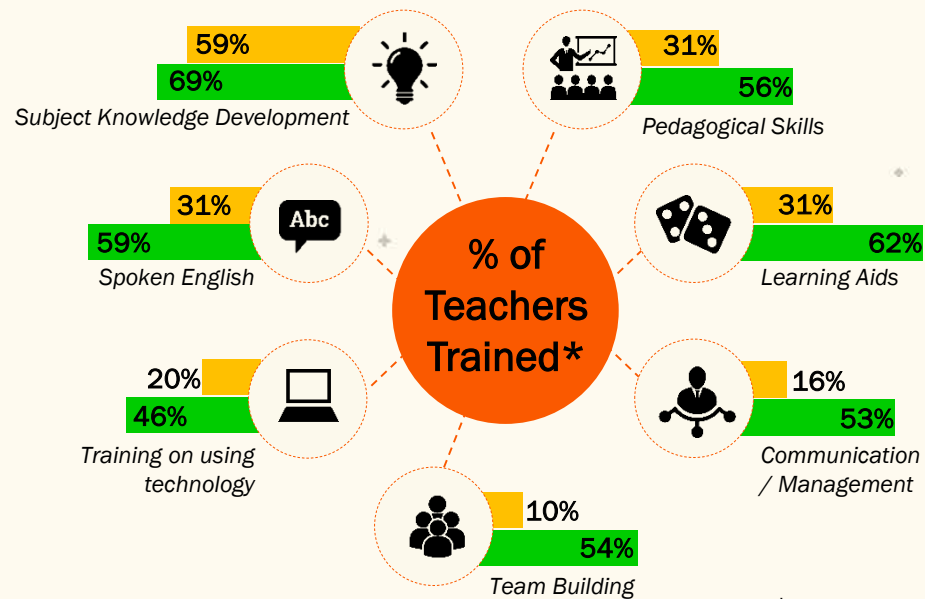 59%
69%
Subject Knowledge Development
31%
56%
Pedagogical Skills
Abc
31%
59%
Spoken English
31%
62%
Learning Aids
% of
Teachers
Trained*
20%
46%
Training on using
technology
16%
53%
Communication
/ Management
10%
54%
Team Building